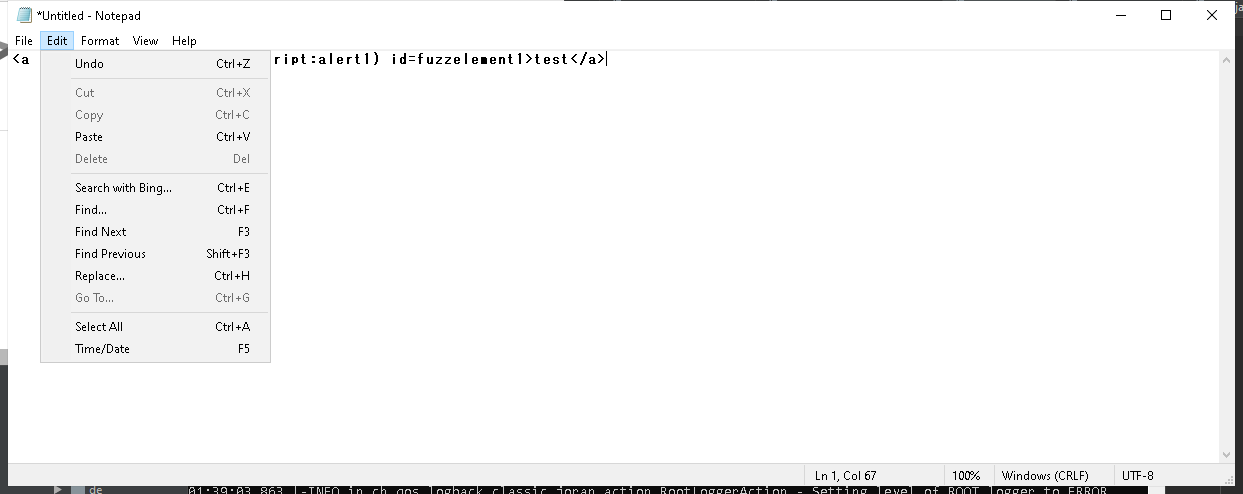 *Untitled - Notepad
File Edit Format View Help
<a ript:alert1) id=fuzzelement1>test</a>
Undo Ctrl+Z
Cut Ctrl+X
Copy Ctrl+C
Paste Ctrl+V
Delete Del
Search with Bing... Ctrl+E
Find... Ctrl+F
Find Next F3
Find Previous Shift+F3
Replace... Ctrl+H
Go To... Ctrl+G
Select All Ctrl+A
Time/Date F5
Ln 1, Col 67 100% Windows (CRLF) UTF-8
de 01:39:03,863 |-INFO in ch.qos.logback.classic.joran.action.RootLoggerAction - Setting level of ROOT logger to ERROR